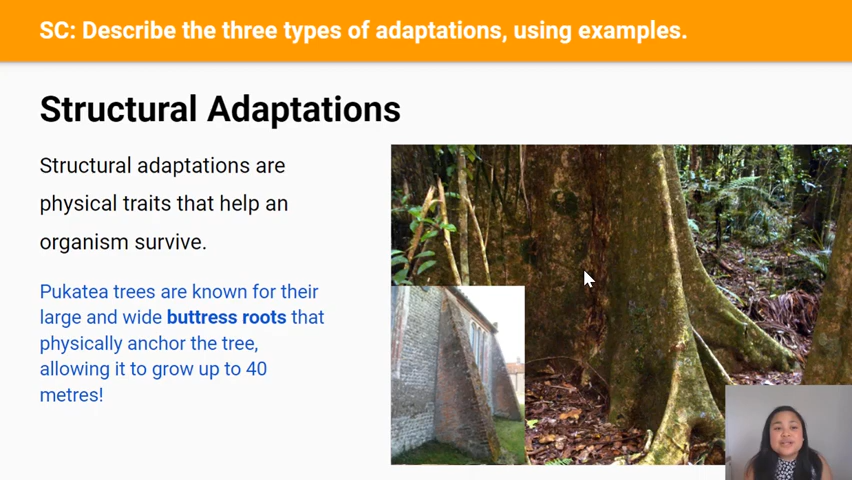 SC: Describe the three types of adaptations, using examples.
Structural Adaptations
Structural adaptations are
physical traits that help an
organism survive.
Pukatea trees are known for their
large and wide buttress roots that
physically anchor the tree,
allowing it to grow up to 40
metres!